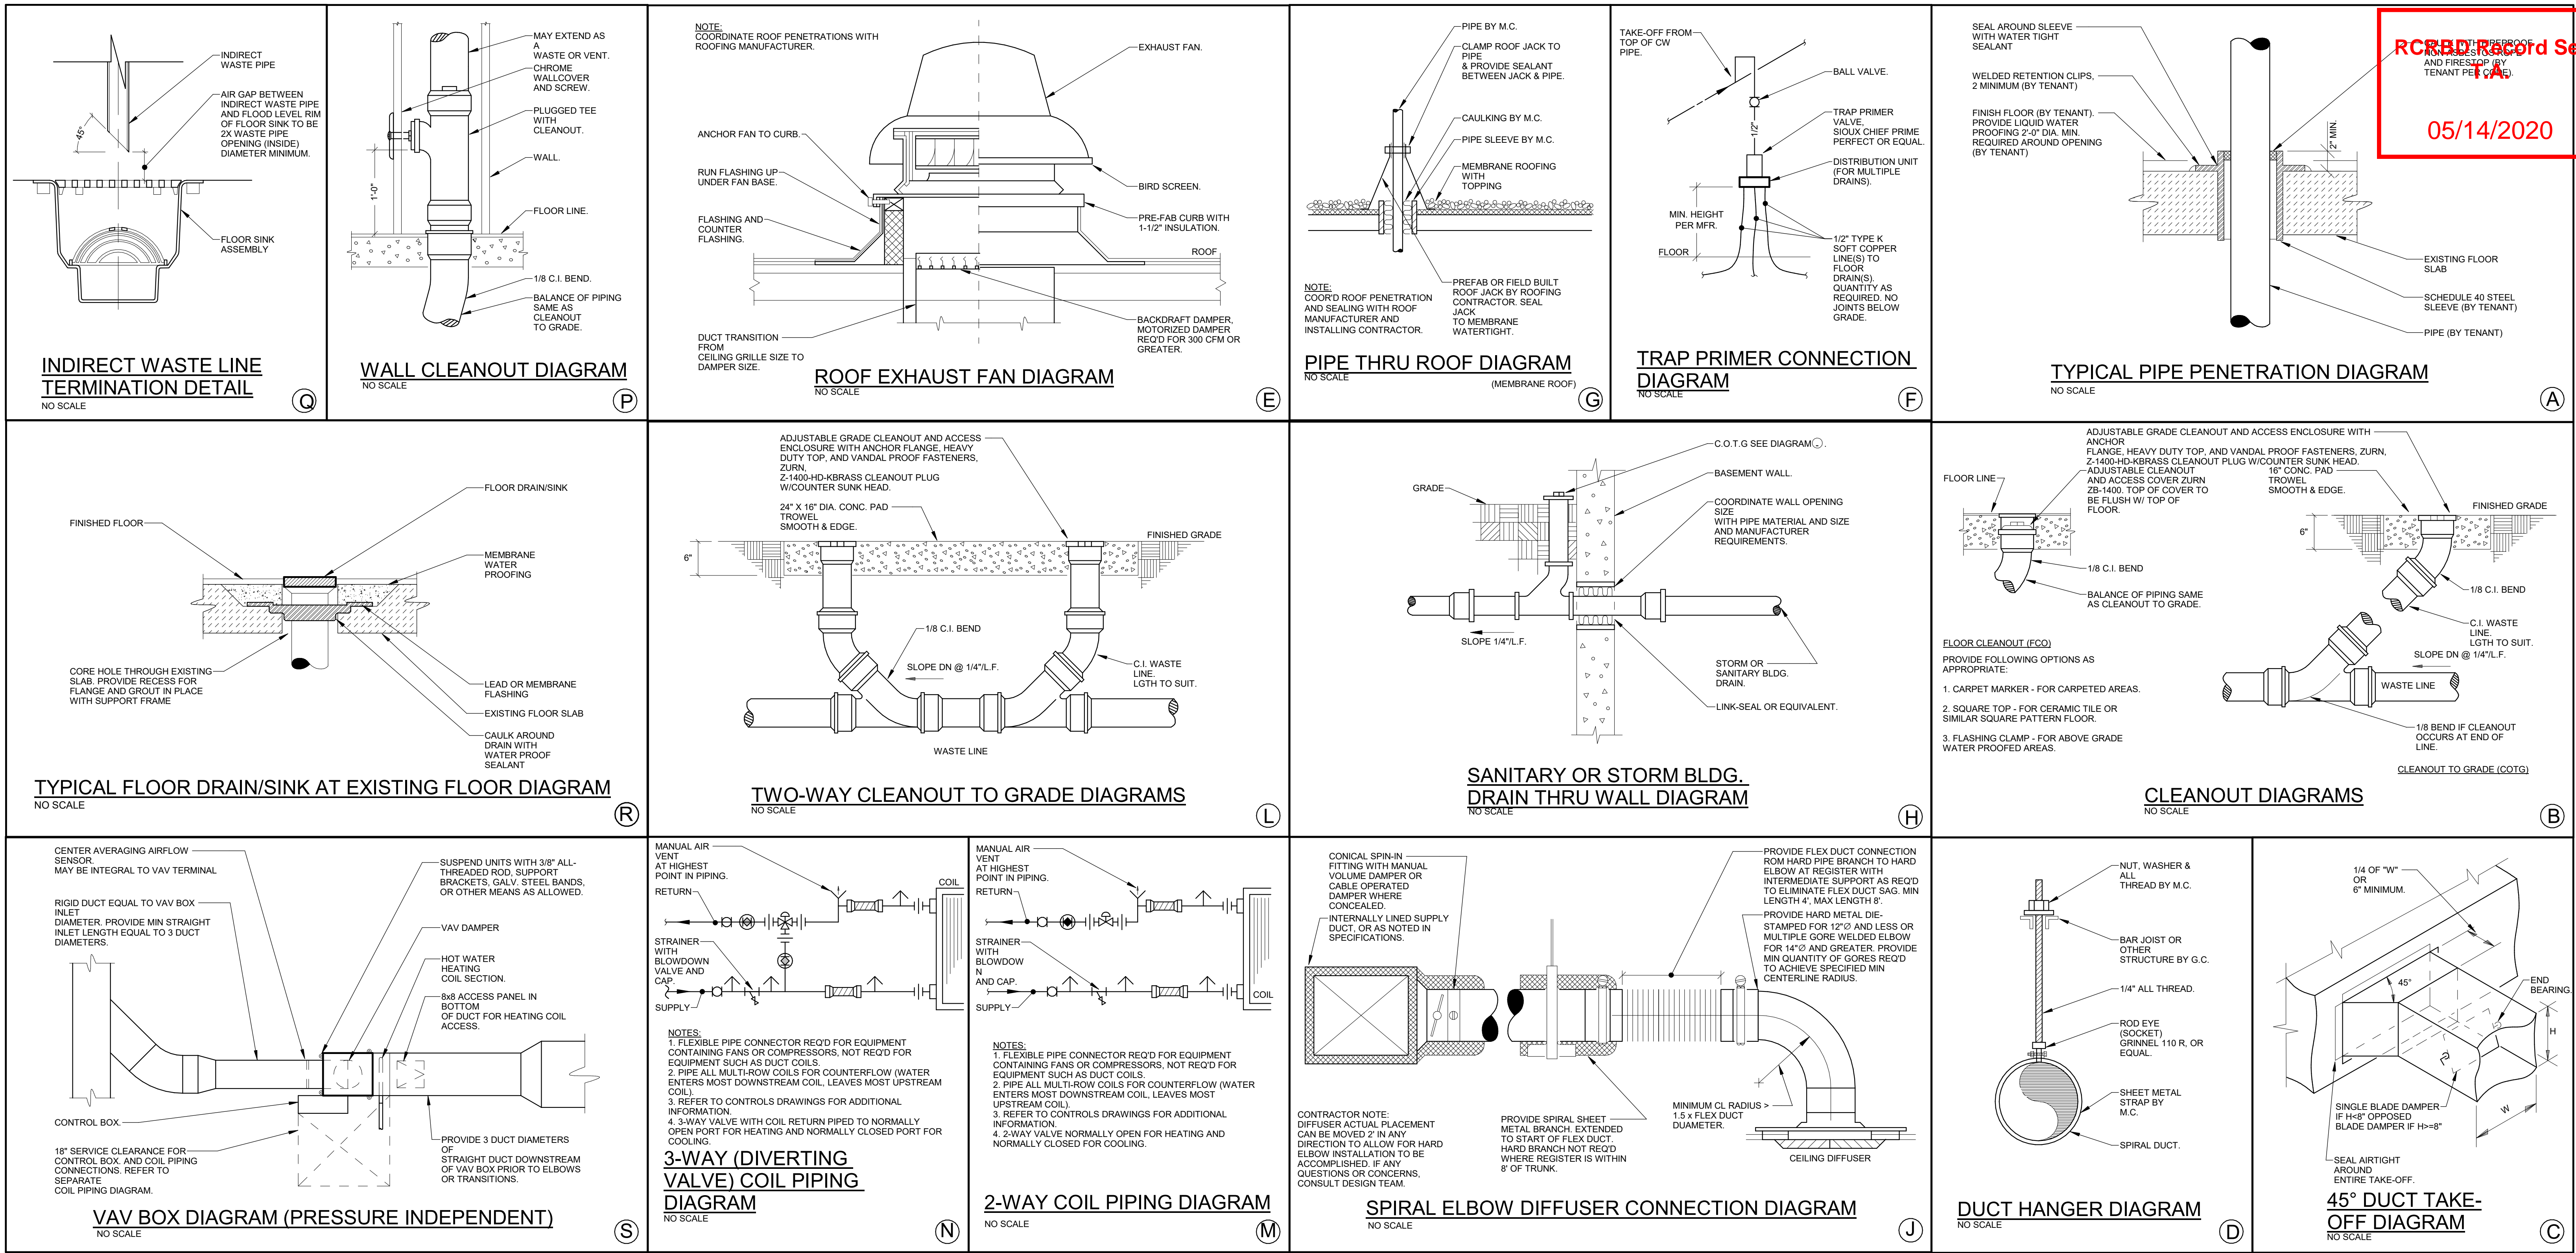 INDIRECT
WASTE PIPE
AIR GAP BETWEEN
INDIRECT WASTE PIPE
AND FLOOD LEVEL RIM
OF FLOOR SINK TO BE
2X WASTE PIPE
OPENING (INSIDE)
DIAMETER MINIMUM.
45°
FLOOR SINK
ASSEMBLY
INDIRECT WASTE LINE
TERMINATION DETAIL
NO SCALE
Q
MAY EXTEND AS
A
WASTE OR VENT.
CHROME
WALLCOVER
AND SCREW.
PLUGGED TEE
WITH
CLEANOUT.
WALL.
1'-0"
FLOOR LINE.
1/8 C.I. BEND.
BALANCE OF PIPING
SAME AS
CLEANOUT
TO GRADE.
WALL CLEANOUT DIAGRAM
NO SCALE
P
NOTE:
COORDINATE ROOF PENETRATIONS WITH
ROOFING MANUFACTURER.
EXHAUST FAN.
ANCHOR FAN TO CURB.
RUN FLASHING UP
UNDER FAN BASE.
BIRD SCREEN.
FLASHING AND
COUNTER
FLASHING.
PRE-FAB CURB WITH
1-1/2" INSULATION.
ROOF
BACKDRAFT DAMPER,
MOTORIZED DAMPER
REQ'D FOR 300 CFM OR
GREATER.
DUCT TRANSITION
FROM
CEILING GRILLE SIZE TO
DAMPER SIZE.
ROOF EXHAUST FAN DIAGRAM
NO SCALE
E
PIPE BY M.C.
CLAMP ROOF JACK TO
PIPE
& PROVIDE SEALANT
BETWEEN JACK & PIPE.
CAULKING BY M.C.
PIPE SLEEVE BY M.C.
MEMBRANE ROOFING
WITH
TOPPING
NOTE:
COOR'D ROOF PENETRATION
AND SEALING WITH ROOF
MANUFACTURER AND
INSTALLING CONTRACTOR.
PREFAB OR FIELD BUILT
ROOF JACK BY ROOFING
CONTRACTOR. SEAL
JACK
TO MEMBRANE
WATERTIGHT.
PIPE THRU ROOF DIAGRAM
NO SCALE
(MEMBRANE ROOF)
G
TAKE-OFF FROM
TOP OF CW
PIPE.
BALL VALVE.
1/2"
TRAP PRIMER
VALVE,
SIOUX CHIEF PRIME
PERFECT OR EQUAL.
DISTRIBUTION UNIT
(FOR MULTIPLE
DRAINS).
MIN. HEIGHT
PER MFR.
FLOOR
1/2" TYPE K
SOFT COPPER
LINE(S) TO
FLOOR
DRAIN(S).
QUANTITY AS
REQUIRED. NO
JOINTS BELOW
GRADE.
TRAP PRIMER CONNECTION
DIAGRAM
NO SCALE
F
SEAL AROUND SLEEVE
WITH WATER TIGHT
SEALANT
WELDED RETENTION CLIPS,
2 MINIMUM (BY TENANT)
FINISH FLOOR (BY TENANT).
PROVIDE LIQUID WATER
PROOFING 2'-0" DIA. MIN.
REQUIRED AROUND OPENING
(BY TENANT)
AND FIRESTOP (BY
TENANT PER CODE).
RCRBD Record Se
T.A.
05/14/2020
2" MIN.
EXISTING FLOOR
SLAB
SCHEDULE 40 STEEL
SLEEVE (BY TENANT)
PIPE (BY TENANT)
TYPICAL PIPE PENETRATION DIAGRAM
NO SCALE
A
FLOOR DRAIN/SINK
FINISHED FLOOR
MEMBRANE
WATER
PROOFING
CORE HOLE THROUGH EXISTING
SLAB. PROVIDE RECESS FOR
FLANGE AND GROUT IN PLACE
WITH SUPPORT FRAME
LEAD OR MEMBRANE
FLASHING
EXISTING FLOOR SLAB
CAULK AROUND
DRAIN WITH
WATER PROOF
SEALANT
TYPICAL FLOOR DRAIN/SINK AT EXISTING FLOOR DIAGRAM
NO SCALE
R
ADJUSTABLE GRADE CLEANOUT AND ACCESS
ENCLOSURE WITH ANCHOR FLANGE, HEAVY
DUTY TOP, AND VANDAL PROOF FASTENERS,
ZURN,
Z-1400-HD-KBRASS CLEANOUT PLUG
W/COUNTER SUNK HEAD.
24" X 16" DIA. CONC. PAD
TROWEL
SMOOTH & EDGE.
FINISHED GRADE
6"
1/8 C.I. BEND
SLOPE DN @ 1/4"/L.F.
C.I. WASTE
LINE.
LGTH TO SUIT.
WASTE LINE
TWO-WAY CLEANOUT TO GRADE DIAGRAMS
NO SCALE
L
C.O.T.G SEE DIAGRAM .
BASEMENT WALL.
GRADE
COORDINATE WALL OPENING
SIZE
WITH PIPE MATERIAL AND SIZE
AND MANUFACTURER
REQUIREMENTS.
SLOPE 1/4"/L.F.
STORM OR
SANITARY BLDG.
DRAIN.
LINK-SEAL OR EQUIVALENT.
SANITARY OR STORM BLDG.
DRAIN THRU WALL DIAGRAM
NO SCALE
H
ADJUSTABLE GRADE CLEANOUT AND ACCESS ENCLOSURE WITH
ANCHOR
FLANGE, HEAVY DUTY TOP, AND VANDAL PROOF FASTENERS, ZURN,
Z-1400-HD-KBRASS CLEANOUT PLUG W/COUNTER SUNK HEAD.
ADJUSTABLE CLEANOUT
AND ACCESS COVER ZURN
ZB-1400. TOP OF COVER TO
BE FLUSH W/ TOP OF
FLOOR.
16" CONC. PAD
TROWEL
SMOOTH & EDGE.
FLOOR LINE
FINISHED GRADE
6"
1/8 C.I. BEND
BALANCE OF PIPING SAME
AS CLEANOUT TO GRADE.
1/8 C.I. BEND
C.I. WASTE
LINE.
LGTH TO SUIT.
SLOPE DN @ 1/4"/L.F.
WASTE LINE
FLOOR CLEANOUT (FCO)
PROVIDE FOLLOWING OPTIONS AS
APPROPRIATE:
1. CARPET MARKER - FOR CARPETED AREAS.
2. SQUARE TOP - FOR CERAMIC TILE OR
SIMILAR SQUARE PATTERN FLOOR.
3. FLASHING CLAMP - FOR ABOVE GRADE
WATER PROOFED AREAS.
1/8 BEND IF CLEANOUT
OCCURS AT END OF
LINE.
CLEANOUT TO GRADE (COTG)
CLEANOUT DIAGRAMS
NO SCALE
B
CENTER AVERAGING AIRFLOW
SENSOR.
MAY BE INTEGRAL TO VAV TERMINAL
RIGID DUCT EQUAL TO VAV BOX
INLET
DIAMETER. PROVIDE MIN STRAIGHT
INLET LENGTH EQUAL TO 3 DUCT
DIAMETERS.
SUSPEND UNITS WITH 3/8" ALL-
THREADED ROD, SUPPORT
BRACKETS, GALV. STEEL BANDS,
OR OTHER MEANS AS ALLOWED.
VAV DAMPER
HOT WATER
HEATING
COIL SECTION.
8x8 ACCESS PANEL IN
BOTTOM
OF DUCT FOR HEATING COIL
ACCESS.
CONTROL BOX.
18" SERVICE CLEARANCE FOR
CONTROL BOX. AND COIL PIPING
CONNECTIONS. REFER TO
SEPARATE
COIL PIPING DIAGRAM.
PROVIDE 3 DUCT DIAMETERS
OF
STRAIGHT DUCT DOWNSTREAM
OF VAV BOX PRIOR TO ELBOWS
OR TRANSITIONS.
VAV BOX DIAGRAM (PRESSURE INDEPENDENT)
NO SCALE
S
MANUAL AIR
VENT
AT HIGHEST
POINT IN PIPING.
RETURN
COIL
STRAINER
WITH
BLOWDOWN
VALVE AND
CAP.
SUPPLY
NOTES:
1. FLEXIBLE PIPE CONNECTOR REQ'D FOR EQUIPMENT
CONTAINING FANS OR COMPRESSORS, NOT REQ'D FOR
EQUIPMENT SUCH AS DUCT COILS.
2. PIPE ALL MULTI-ROW COILS FOR COUNTERFLOW (WATER
ENTERS MOST DOWNSTREAM COIL, LEAVES MOST UPSTREAM
COIL).
3. REFER TO CONTROLS DRAWINGS FOR ADDITIONAL
INFORMATION.
4. 3-WAY VALVE WITH COIL RETURN PIPED TO NORMALLY
OPEN PORT FOR HEATING AND NORMALLY CLOSED PORT FOR
COOLING.
3-WAY (DIVERTING
VALVE) COIL PIPING
DIAGRAM
NO SCALE
N
MANUAL AIR
VENT
AT HIGHEST
POINT IN PIPING.
RETURN
STRAINER
WITH
BLOWDOW
N
AND CAP.
SUPPLY
COIL
NOTES:
1. FLEXIBLE PIPE CONNECTOR REQ'D FOR EQUIPMENT
CONTAINING FANS OR COMPRESSORS, NOT REQ'D FOR
EQUIPMENT SUCH AS DUCT COILS.
2. PIPE ALL MULTI-ROW COILS FOR COUNTERFLOW (WATER
ENTERS MOST DOWNSTREAM COIL, LEAVES MOST
UPSTREAM COIL).
3. REFER TO CONTROLS DRAWINGS FOR ADDITIONAL
INFORMATION.
4. 2-WAY VALVE NORMALLY OPEN FOR HEATING AND
NORMALLY CLOSED FOR COOLING.
2-WAY COIL PIPING DIAGRAM
NO SCALE
M
CONICAL SPIN-IN
FITTING WITH MANUAL
VOLUME DAMPER OR
CABLE OPERATED
DAMPER WHERE
CONCEALED.
INTERNALLY LINED SUPPLY
DUCT, OR AS NOTED IN
SPECIFICATIONS.
PROVIDE FLEX DUCT CONNECTION
ROM HARD PIPE BRANCH TO HARD
ELBOW AT REGISTER WITH
INTERMEDIATE SUPPORT AS REQ'D
TO ELIMINATE FLEX DUCT SAG. MIN
LENGTH 4', MAX LENGTH 8'.
PROVIDE HARD METAL DIE-
STAMPED FOR 12"∅ AND LESS OR
MULTIPLE GORE WELDED ELBOW
FOR 14"∅ AND GREATER. PROVIDE
MIN QUANTITY OF GORES REQ'D
TO ACHIEVE SPECIFIED MIN
CENTERLINE RADIUS.
CONTRACTOR NOTE:
DIFFUSER ACTUAL PLACEMENT
CAN BE MOVED 2' IN ANY
DIRECTION TO ALLOW FOR HARD
ELBOW INSTALLATION TO BE
ACCOMPLISHED. IF ANY
QUESTIONS OR CONCERNS,
CONSULT DESIGN TEAM.
PROVIDE SPIRAL SHEET
METAL BRANCH. EXTENDED
TO START OF FLEX DUCT.
HARD BRANCH NOT REQ'D
WHERE REGISTER IS WITHIN
8' OF TRUNK.
MINIMUM CL RADIUS >
1.5 x FLEX DUCT
DUAMETER.
CEILING DIFFUSER
SPIRAL ELBOW DIFFUSER CONNECTION DIAGRAM
NO SCALE
J
NUT, WASHER &
ALL
THREAD BY M.C.
BAR JOIST OR
OTHER
STRUCTURE BY G.C.
1/4" ALL THREAD.
ROD EYE
(SOCKET)
GRINNEL 110 R, OR
EQUAL.
SHEET METAL
STRAP BY
M.C.
SPIRAL DUCT.
DUCT HANGER DIAGRAM
NO SCALE
D
1/4 OF "W"
OR
6" MINIMUM.
45°
END
BEARING.
H
W
SINGLE BLADE DAMPER
IF H<8" OPPOSED
BLADE DAMPER IF H>=8"
SEAL AIRTIGHT
AROUND
ENTIRE TAKE-OFF.
45° DUCT TAKE-
OFF DIAGRAM
NO SCALE
C